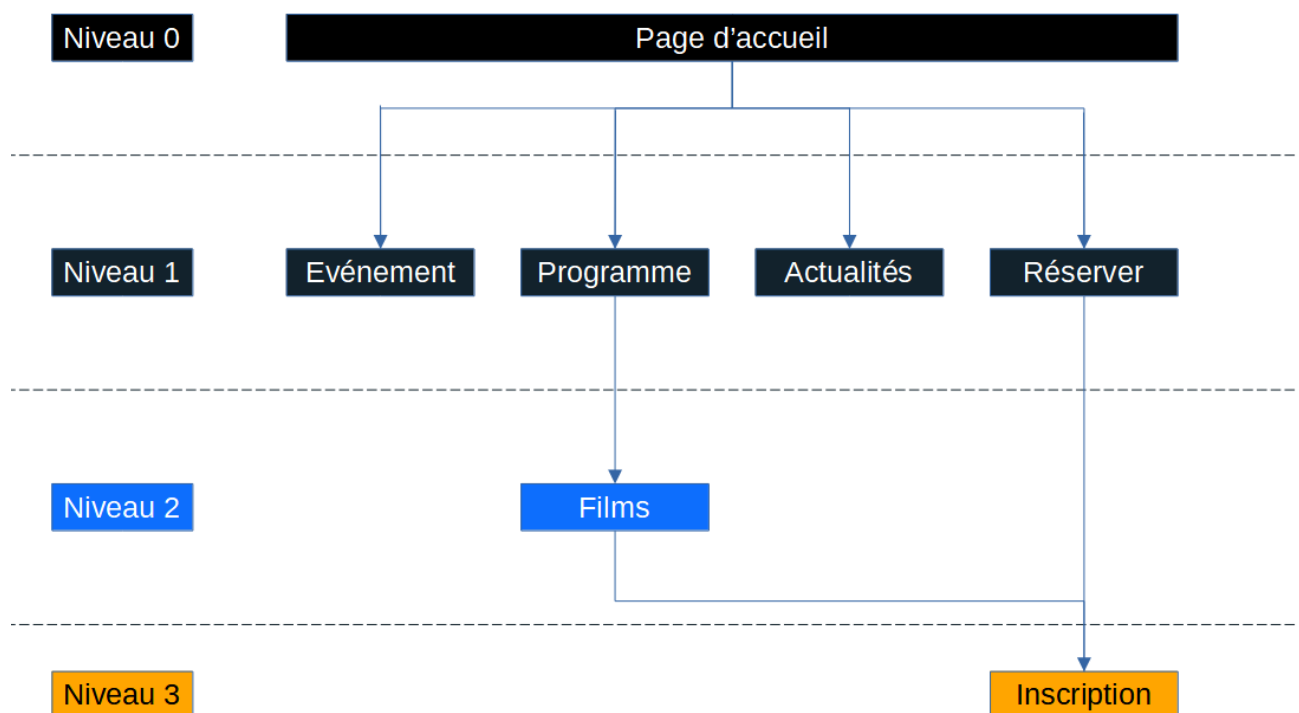 Niveau 0
Page d’accueil
Niveau 1
Evénement
Programme
Actualités
Réserver
Niveau 2
Films
Niveau 3
Inscription